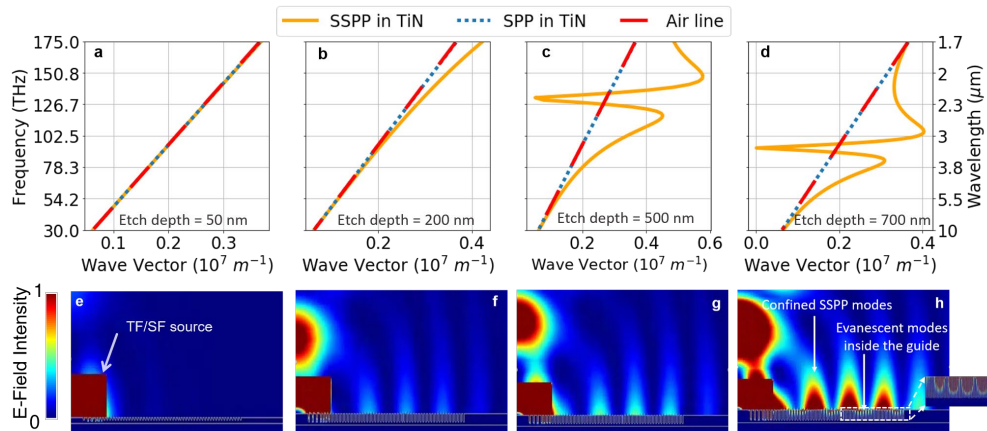 SSPP in TiN SPP in TiN Air line
a b c d
175.0 150.8 126.7 102.5 78.3 54.2 30.0
Frequency (THz)
1.7 2 2.3 3 3.8 5.5 10
Wavelength (μm)
Etch depth = 50 nm Etch depth = 200 nm Etch depth = 500 nm Etch depth = 700 nm
0.1 0.2 0.3 0.2 0.4 0.0 0.2 0.4 0.6 0.0 0.2 0.4
Wave Vector (10⁷ m⁻¹) Wave Vector (10⁷ m⁻¹) Wave Vector (10⁷ m⁻¹) Wave Vector (10⁷ m⁻¹)
E-Field Intensity
1
0
e f g h
TF/SF source
Confined SSPP modes
Evanescent modes
inside the guide